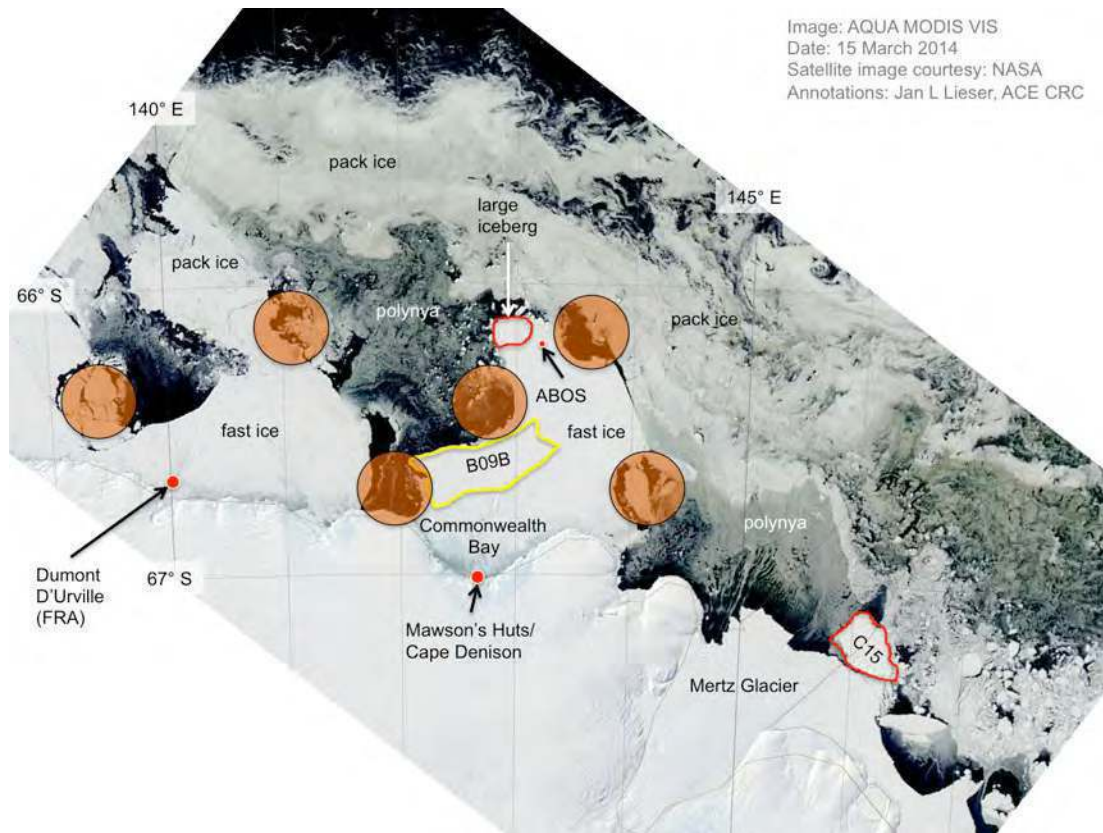 Image: AQUA MODIS VIS
Date: 15 March 2014
Satellite image courtesy: NASA
Annotations: Jan L Lieser, ACE CRC
140° E
pack ice
145° E
large
iceberg
pack ice
66° S
polynya
pack ice
ABOS
fast ice
fast ice
B09B
polynya
Commonwealth
Bay
Dumont
D'Urville
(FRA)
67° S
Mawson's Huts/
Cape Denison
C15
Mertz Glacier